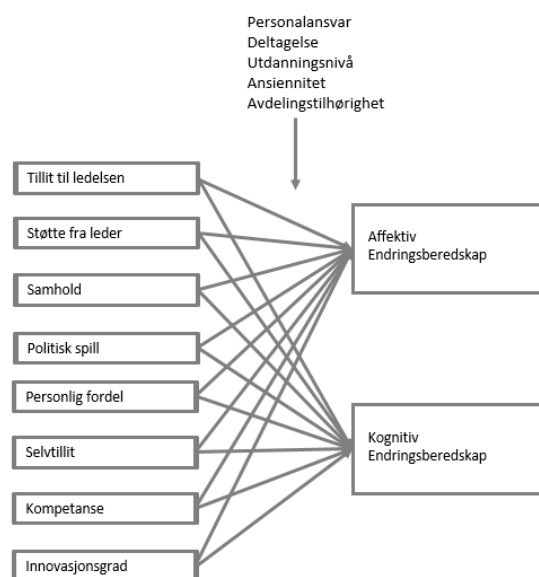 Personalansvar
Deltagelse
Utdanningsnivå
Ansiennitet
Avdelingstilhørighet
Tillit til ledelsen
Støtte fra leder
Samhold
Politisk spill
Personlig fordel
Selvtillit
Kompetanse
Innovasjonsgrad
Affektiv
Endringsberedskap
Kognitiv
Endringsberedskap